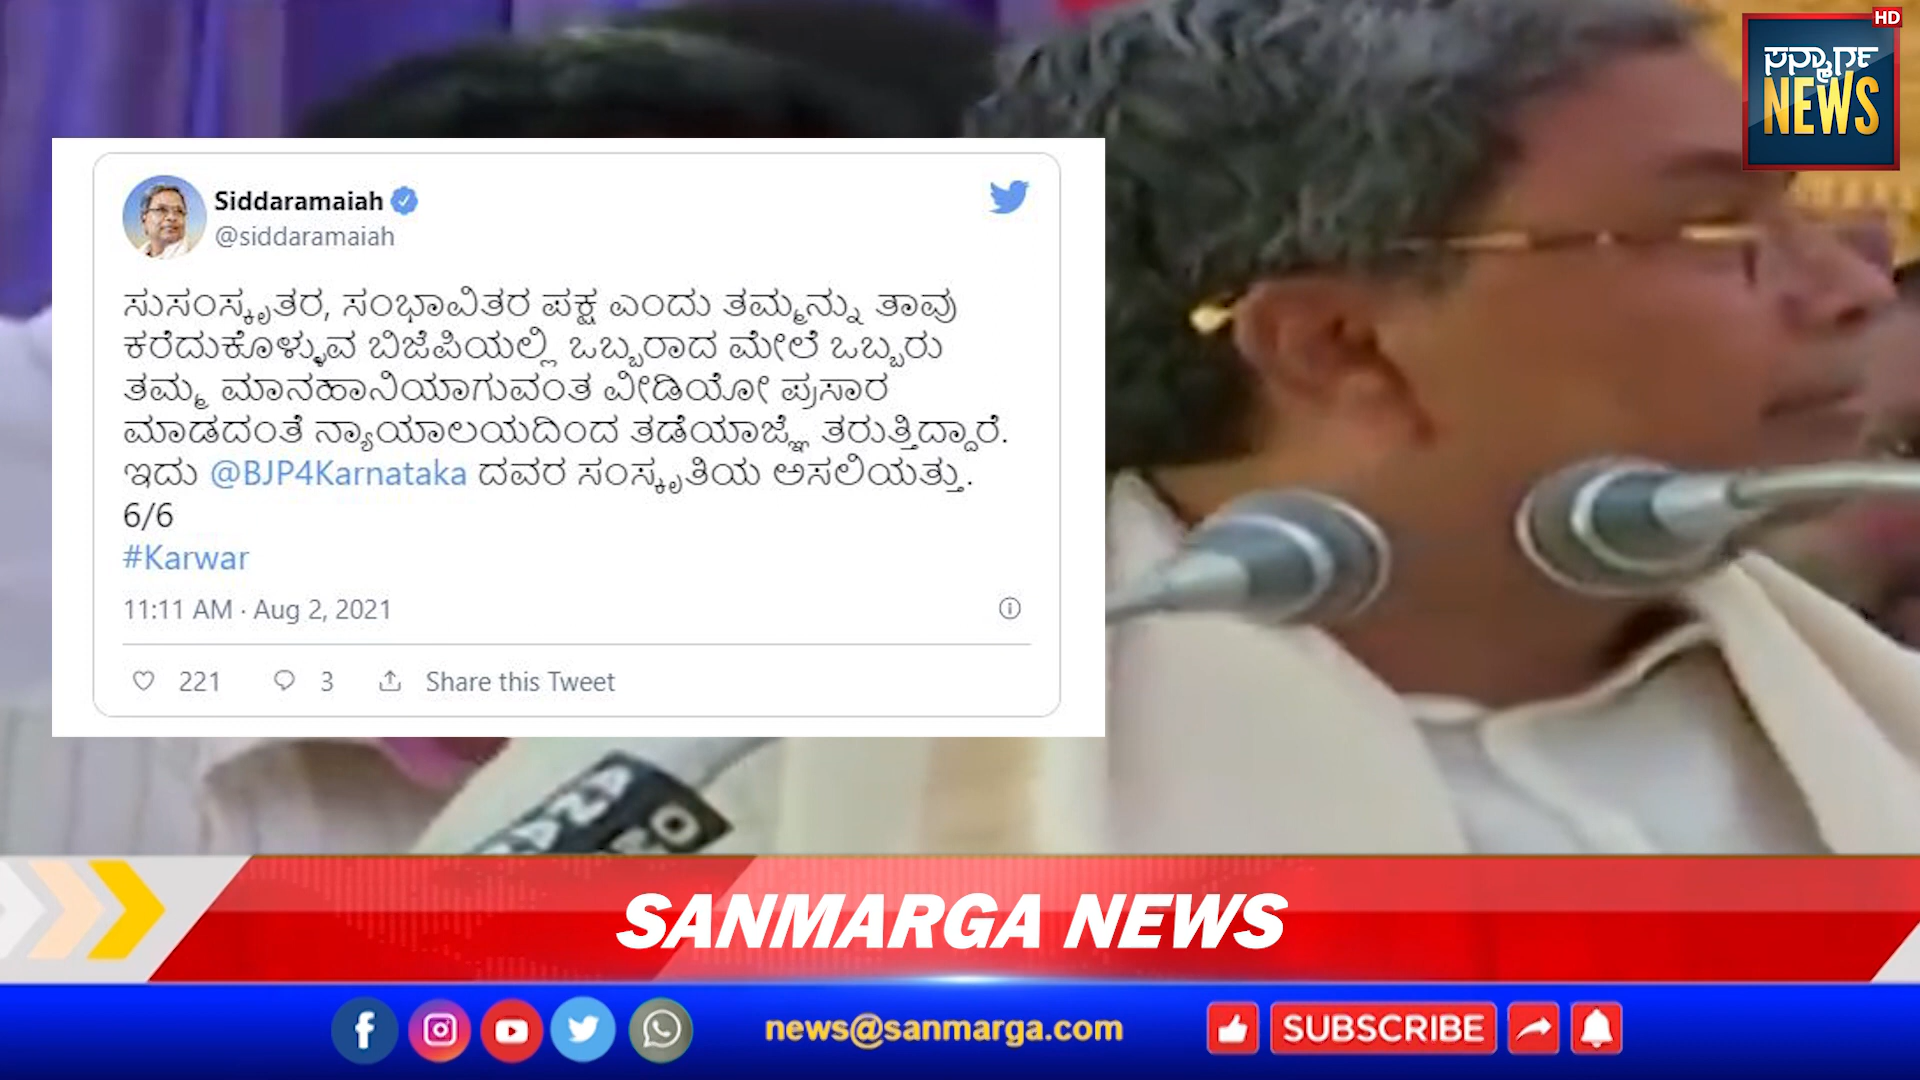 HD
ಸನ್ಮಾರ್ಗ
NEWS
Siddaramaiah
@siddaramaiah
ಸುಸಂಸ್ಕೃತರ, ಸಂಭಾವಿತರ ಪಕ್ಷ ಎಂದು ತಮ್ಮನ್ನು ತಾವು
ಕರೆದುಕೊಳ್ಳುವ ಬಿಜೆಪಿಯಲ್ಲಿ ಒಬ್ಬರಾದ ಮೇಲೆ ಒಬ್ಬರು
ತಮ್ಮ ಮಾನಹಾನಿಯಾಗುವಂತ ವೀಡಿಯೋ ಪ್ರಸಾರ
ಮಾಡದಂತೆ ನ್ಯಾಯಾಲಯದಿಂದ ತಡೆಯಾಜ್ಞೆ ತರುತ್ತಿದ್ದಾರೆ.
ಇದು @BJP4Karnataka ದವರ ಸಂಸ್ಕೃತಿಯ ಅಸಲಿಯತ್ತು.
6/6
#Karwar
11:11 AM · Aug 2, 2021
221 3 Share this Tweet
SANMARGA NEWS
news@sanmarga.com SUBSCRIBE